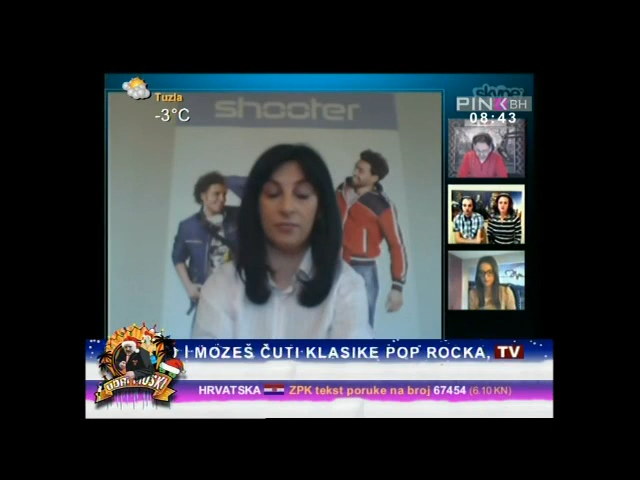 Tuzla
-3°C
shooter
skype
PINK BH
08:43
I MOZEŠ ČUTI KLASIKE POP ROCKA, TV
HRVATSKA ZPK tekst poruke na broj 67454 (6.10 KN)